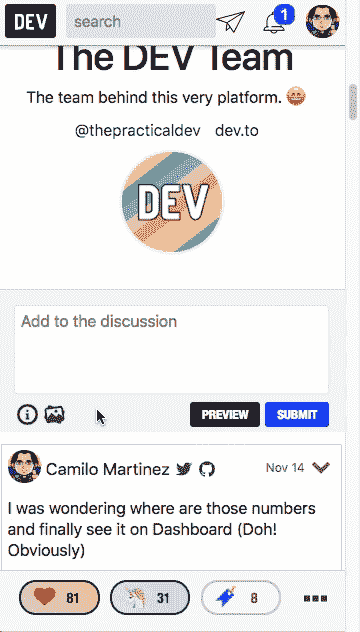 DEV
search
1
The DEV Team
The team behind this very platform.
@thepracticaldev dev.to
DEV
Add to the discussion
PREVIEW SUBMIT
Camilo Martinez Nov 14
I was wondering where are those numbers
and finally see it on Dashboard (Doh!
Obviously)
81 31 8